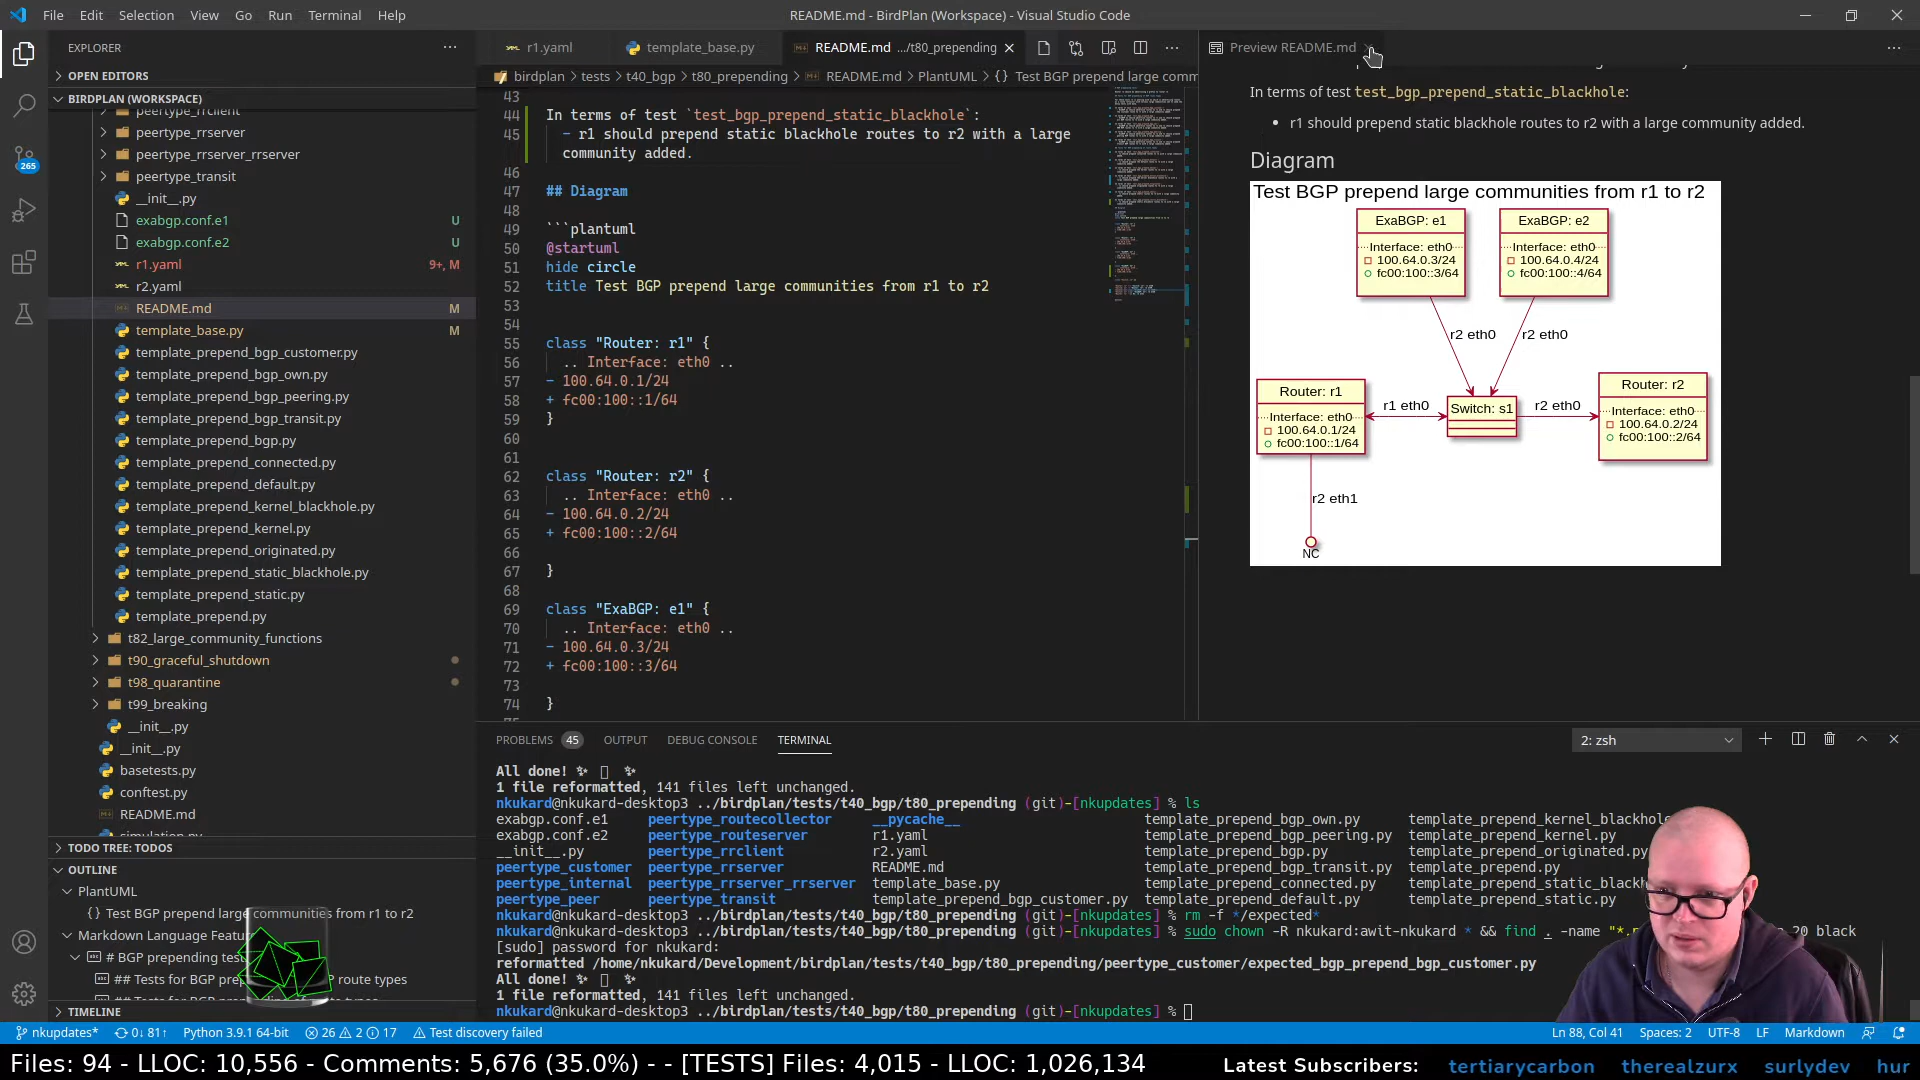 File Edit Selection View Go Run Terminal Help
README.md - BirdPlan (Workspace) - Visual Studio Code
EXPLORER
OPEN EDITORS
BIRDPLAN (WORKSPACE)
peertype_rrclient
peertype_rrserver
peertype_rrserver_rrserver
peertype_transit
__init__.py
exabgp.conf.e1 U
exabgp.conf.e2 U
r1.yaml 9+, M
r2.yaml
README.md M
template_base.py M
template_prepend_bgp_customer.py
template_prepend_bgp_own.py
template_prepend_bgp_peering.py
template_prepend_bgp_transit.py
template_prepend_bgp.py
template_prepend_connected.py
template_prepend_default.py
template_prepend_kernel_blackhole.py
template_prepend_kernel.py
template_prepend_originated.py
template_prepend_static_blackhole.py
template_prepend_static.py
template_prepend.py
t82_large_community_functions
t90_graceful_shutdown
t98_quarantine
t99_breaking
__init__.py
__init__.py
basetests.py
conftest.py
README.md
simulation.py
TODO TREE: TODOS
OUTLINE
PlantUML
{} Test BGP prepend large communities from r1 to r2
# BGP prepending
TIMELINE
265
r1.yaml
template_base.py
README.md .../t80_prepending
birdplan > tests > t40_bgp > t80_prepending > README.md > PlantUML > {} Test BGP prepend large comm
43
44 In terms of test `test_bgp_prepend_static_blackhole`:
45 - r1 should prepend static blackhole routes to r2 with a large
community added.
46
47 ## Diagram
48
49 ```plantuml
50 @startuml
51 hide circle
52 title Test BGP prepend large communities from r1 to r2
53
54
55 class "Router: r1" {
56 .. Interface: eth0 ..
57 - 100.64.0.1/24
58 + fc00:100::1/64
59 }
60
61
62 class "Router: r2" {
63 .. Interface: eth0 ..
64 - 100.64.0.2/24
65 + fc00:100::2/64
66
67 }
68
69 class "ExaBGP: e1" {
70 .. Interface: eth0 ..
71 - 100.64.0.3/24
72 + fc00:100::3/64
73
74 }
Preview README.md
In terms of test test_bgp_prepend_static_blackhole:
• r1 should prepend static blackhole routes to r2 with a large community added.
Diagram
Test BGP prepend large communities from r1 to r2
ExaBGP: e1
Interface: eth0
100.64.0.3/24
fc00:100::3/64
ExaBGP: e2
Interface: eth0
100.64.0.4/24
fc00:100::4/64
r2 eth0
r2 eth0
Router: r1
Interface: eth0
100.64.0.1/24
fc00:100::1/64
r1 eth0
Switch: s1
r2 eth0
Router: r2
Interface: eth0
100.64.0.2/24
fc00:100::2/64
r2 eth1
NC
PROBLEMS 45 OUTPUT DEBUG CONSOLE TERMINAL
2: zsh
All done!
1 file reformatted, 141 files left unchanged.
nkukard@nkukard-desktop3 ../birdplan/tests/t40_bgp/t80_prepending (git)-[nkupdates] % ls
exabgp.conf.e1 peertype_routecollector __pycache__ template_prepend_bgp_own.py template_prepend_kernel_blackhole
exabgp.conf.e2 peertype_routeserver r1.yaml template_prepend_bgp_peering.py template_prepend_kernel.py
__init__.py peertype_rrclient r2.yaml template_prepend_bgp.py template_prepend_originated.py
peertype_customer peertype_rrserver README.md template_prepend_bgp_transit.py template_prepend.py
peertype_internal peertype_rrserver_rrserver template_base.py template_prepend_connected.py template_prepend_static_black
peertype_peer peertype_transit template_prepend_bgp_customer.py template_prepend_default.py template_prepend_static.py
nkukard@nkukard-desktop3 ../birdplan/tests/t40_bgp/t80_prepending (git)-[nkupdates] % rm -f */expected*
nkukard@nkukard-desktop3 ../birdplan/tests/t40_bgp/t80_prepending (git)-[nkupdates] % sudo chown -R nkukard:awit-nkukard * && find . -name "*. 20 black
[sudo] password for nkukard:
reformatted /home/nkukard/Development/birdplan/tests/t40_bgp/t80_prepending/peertype_customer/expected_bgp_prepend_bgp_customer.py
All done!
1 file reformatted, 141 files left unchanged.
nkukard@nkukard-desktop3 ../birdplan/tests/t40_bgp/t80_prepending (git)-[nkupdates] %
nkupdates* 0↓ 81↑ Python 3.9.1 64-bit 26 2 17 Test discovery failed
Ln 88, Col 41 Spaces: 2 UTF-8 LF Markdown
Files: 94 - LLOC: 10,556 - Comments: 5,676 (35.0%) - - [TESTS] Files: 4,015 - LLOC: 1,026,134
Latest Subscribers: tertiarycarbon therealzurx surlydev hur